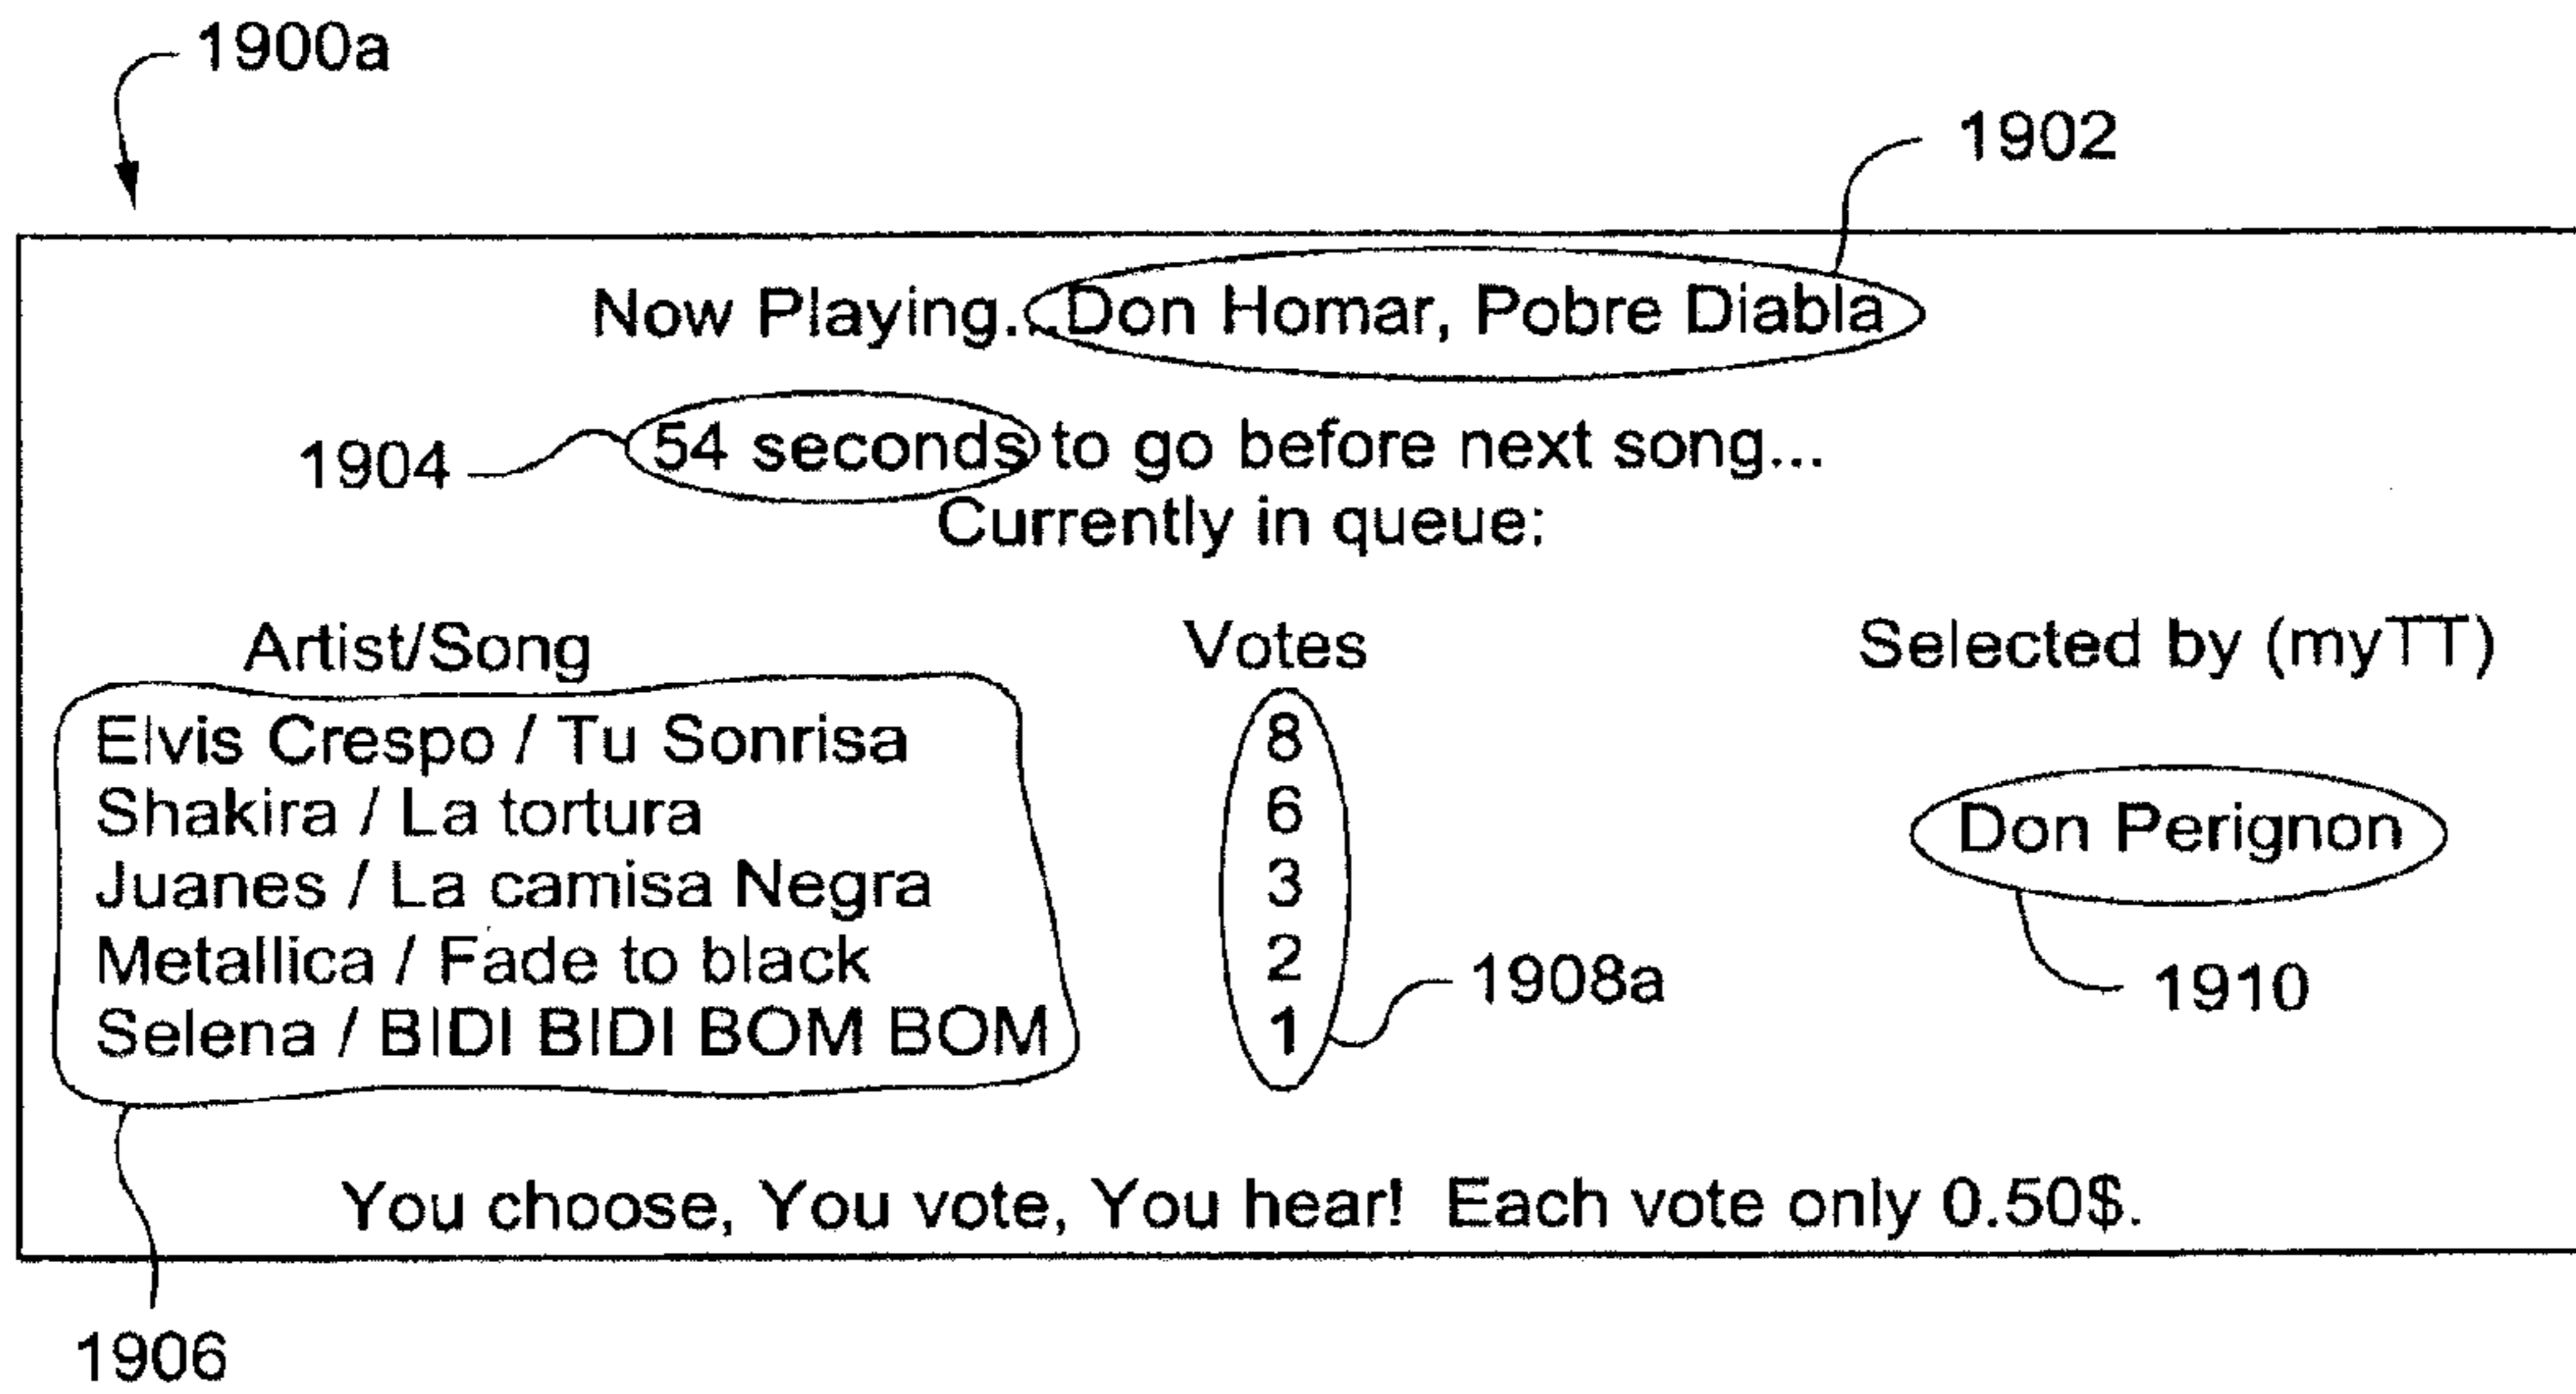 1900a
1902
Now Playing...Don Homar, Pobre Diabla
1904 54 seconds to go before next song...
Currently in queue:
Artist/Song Votes Selected by (myTT)
Elvis Crespo / Tu Sonrisa 8
Shakira / La tortura 6 Don Perignon
Juanes / La camisa Negra 3
Metallica / Fade to black 2 1908a 1910
Selena / BIDI BIDI BOM BOM 1
You choose, You vote, You hear! Each vote only 0.50$.
1906